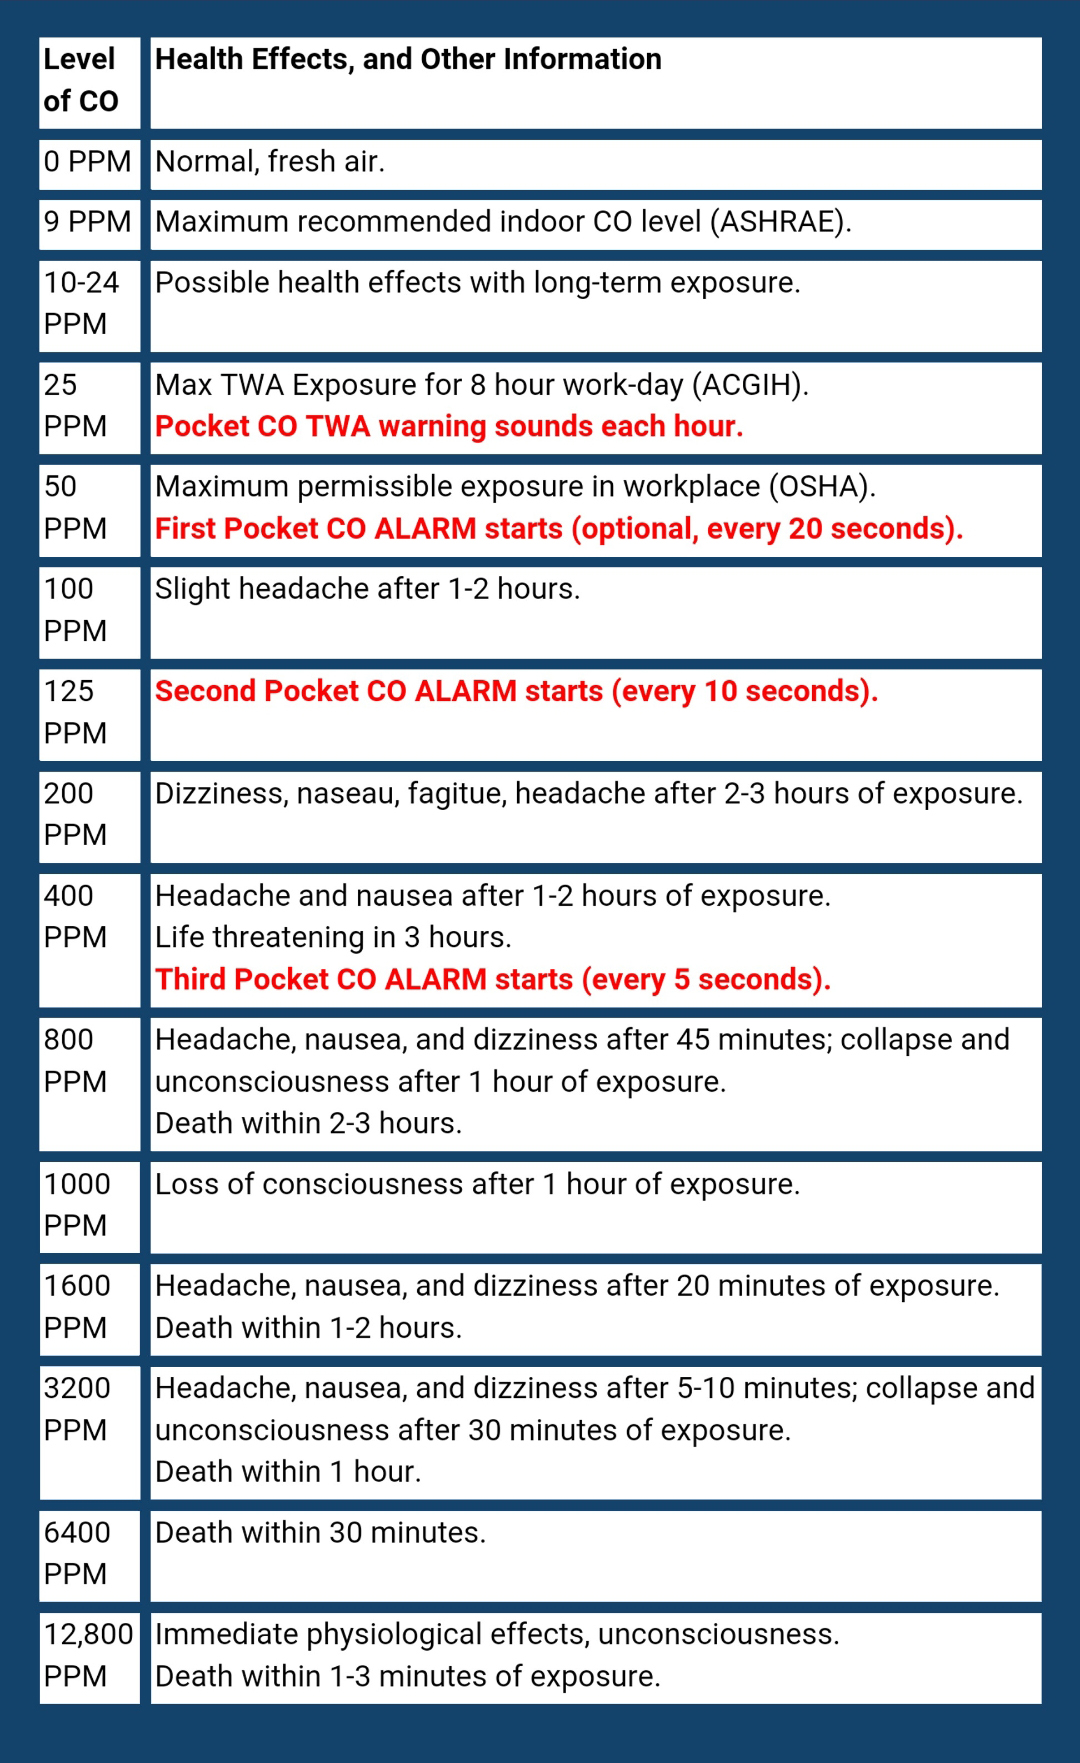 Level
of CO
Health Effects, and Other Information
0 PPM
Normal, fresh air.
9 PPM
Maximum recommended indoor CO level (ASHRAE).
10-24
PPM
Possible health effects with long-term exposure.
25
PPM
Max TWA Exposure for 8 hour work-day (ACGIH).
Pocket CO TWA warning sounds each hour.
50
PPM
Maximum permissible exposure in workplace (OSHA).
First Pocket CO ALARM starts (optional, every 20 seconds).
100
PPM
Slight headache after 1-2 hours.
125
PPM
Second Pocket CO ALARM starts (every 10 seconds).
200
PPM
Dizziness, naseau, fagitue, headache after 2-3 hours of exposure.
400
PPM
Headache and nausea after 1-2 hours of exposure.
Life threatening in 3 hours.
Third Pocket CO ALARM starts (every 5 seconds).
800
PPM
Headache, nausea, and dizziness after 45 minutes; collapse and
unconsciousness after 1 hour of exposure.
Death within 2-3 hours.
1000
PPM
Loss of consciousness after 1 hour of exposure.
1600
PPM
Headache, nausea, and dizziness after 20 minutes of exposure.
Death within 1-2 hours.
3200
PPM
Headache, nausea, and dizziness after 5-10 minutes; collapse and
unconsciousness after 30 minutes of exposure.
Death within 1 hour.
6400
PPM
Death within 30 minutes.
12,800
PPM
Immediate physiological effects, unconsciousness.
Death within 1-3 minutes of exposure.